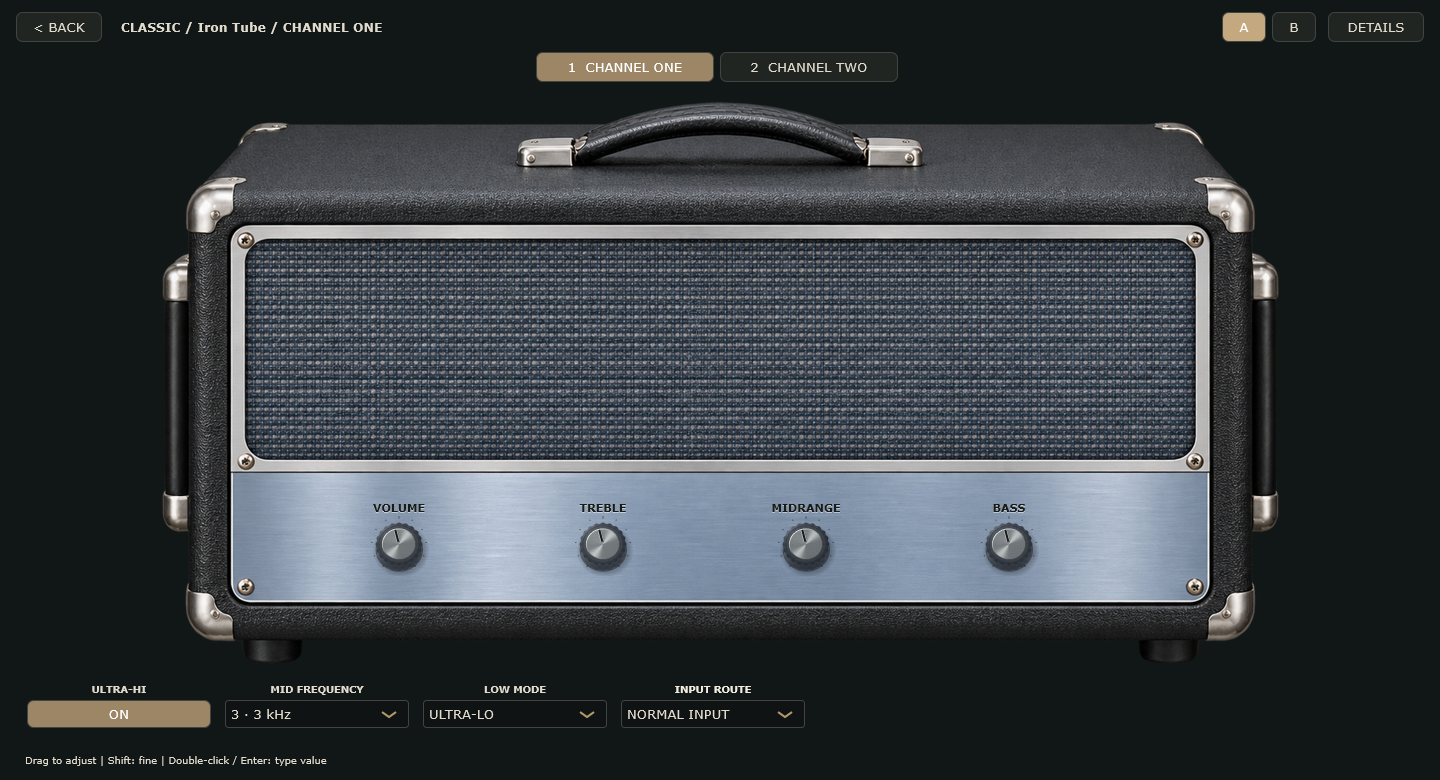 < BACK
CLASSIC / Iron Tube / CHANNEL ONE
A
B
DETAILS
1 CHANNEL ONE
2 CHANNEL TWO
VOLUME
TREBLE
MIDRANGE
BASS
ULTRA-HI
MID FREQUENCY
LOW MODE
INPUT ROUTE
ON
3 · 3 kHz
ULTRA-LO
NORMAL INPUT
Drag to adjust | Shift: fine | Double-click / Enter: type value